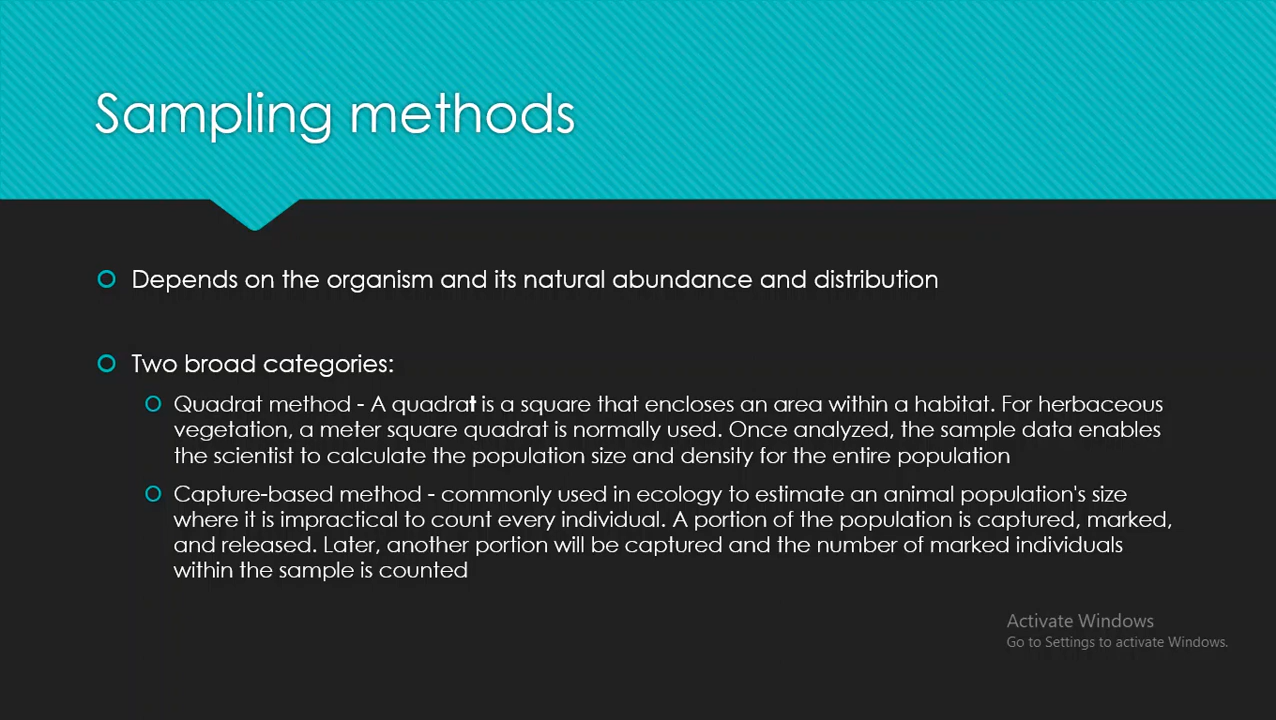 Sampling methods
Depends on the organism and its natural abundance and distribution
Two broad categories:
Quadrat method - A quadrat is a square that encloses an area within a habitat. For herbaceous
vegetation, a meter square quadrat is normally used. Once analyzed, the sample data enables
the scientist to calculate the population size and density for the entire population
Capture-based method - commonly used in ecology to estimate an animal population's size
where it is impractical to count every individual. A portion of the population is captured, marked,
and released. Later, another portion will be captured and the number of marked individuals
within the sample is counted
Activate Windows
Go to Settings to activate Windows.